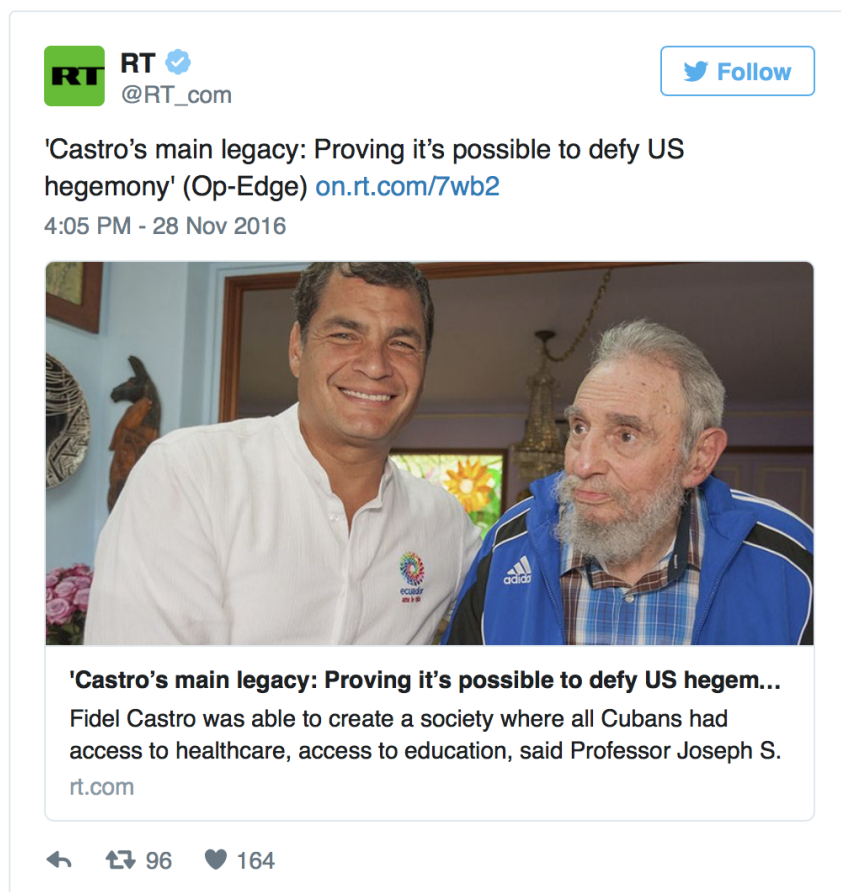 RT
RT
@RT_com
Follow
'Castro’s main legacy: Proving it’s possible to defy US
hegemony' (Op-Edge) on.rt.com/7wb2
4:05 PM - 28 Nov 2016
adidas
ecuador
'Castro’s main legacy: Proving it’s possible to defy US hegem...
Fidel Castro was able to create a society where all Cubans had
access to healthcare, access to education, said Professor Joseph S.
rt.com
96
164